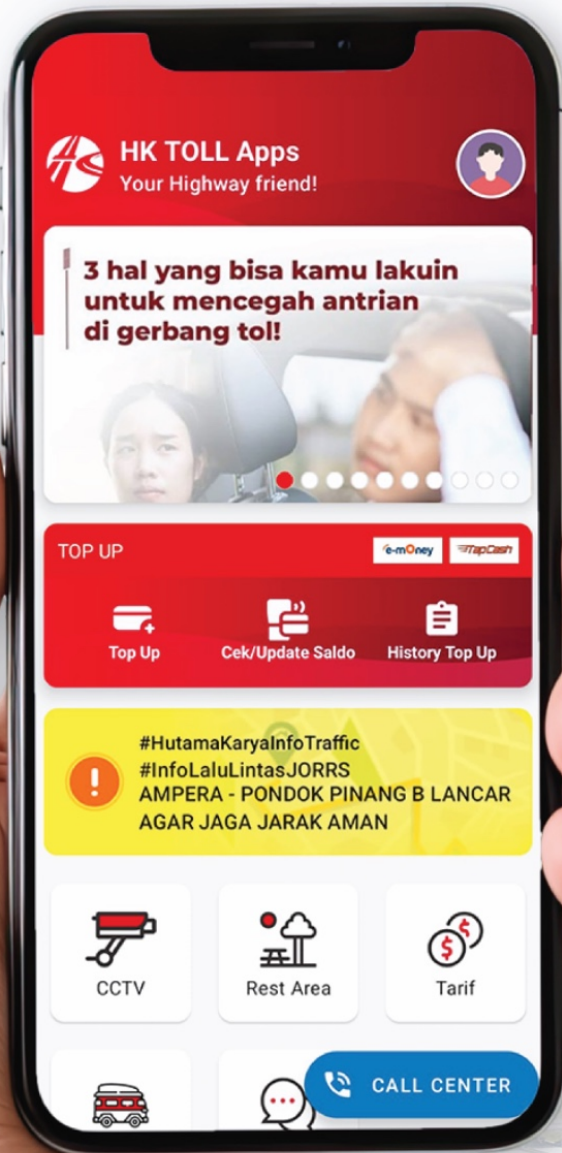 HK TOLL Apps
Your Highway friend!
3 hal yang bisa kamu lakuin
untuk mencegah antrian
di gerbang tol!
TOP UP
e-mOney
TapCash
Top Up
Cek/Update Saldo
History Top Up
#HutamaKaryaInfoTraffic
#InfoLaluLintasJORRS
AMPERA - PONDOK PINANG B LANCAR
AGAR JAGA JARAK AMAN
CCTV
Rest Area
Tarif
CALL CENTER